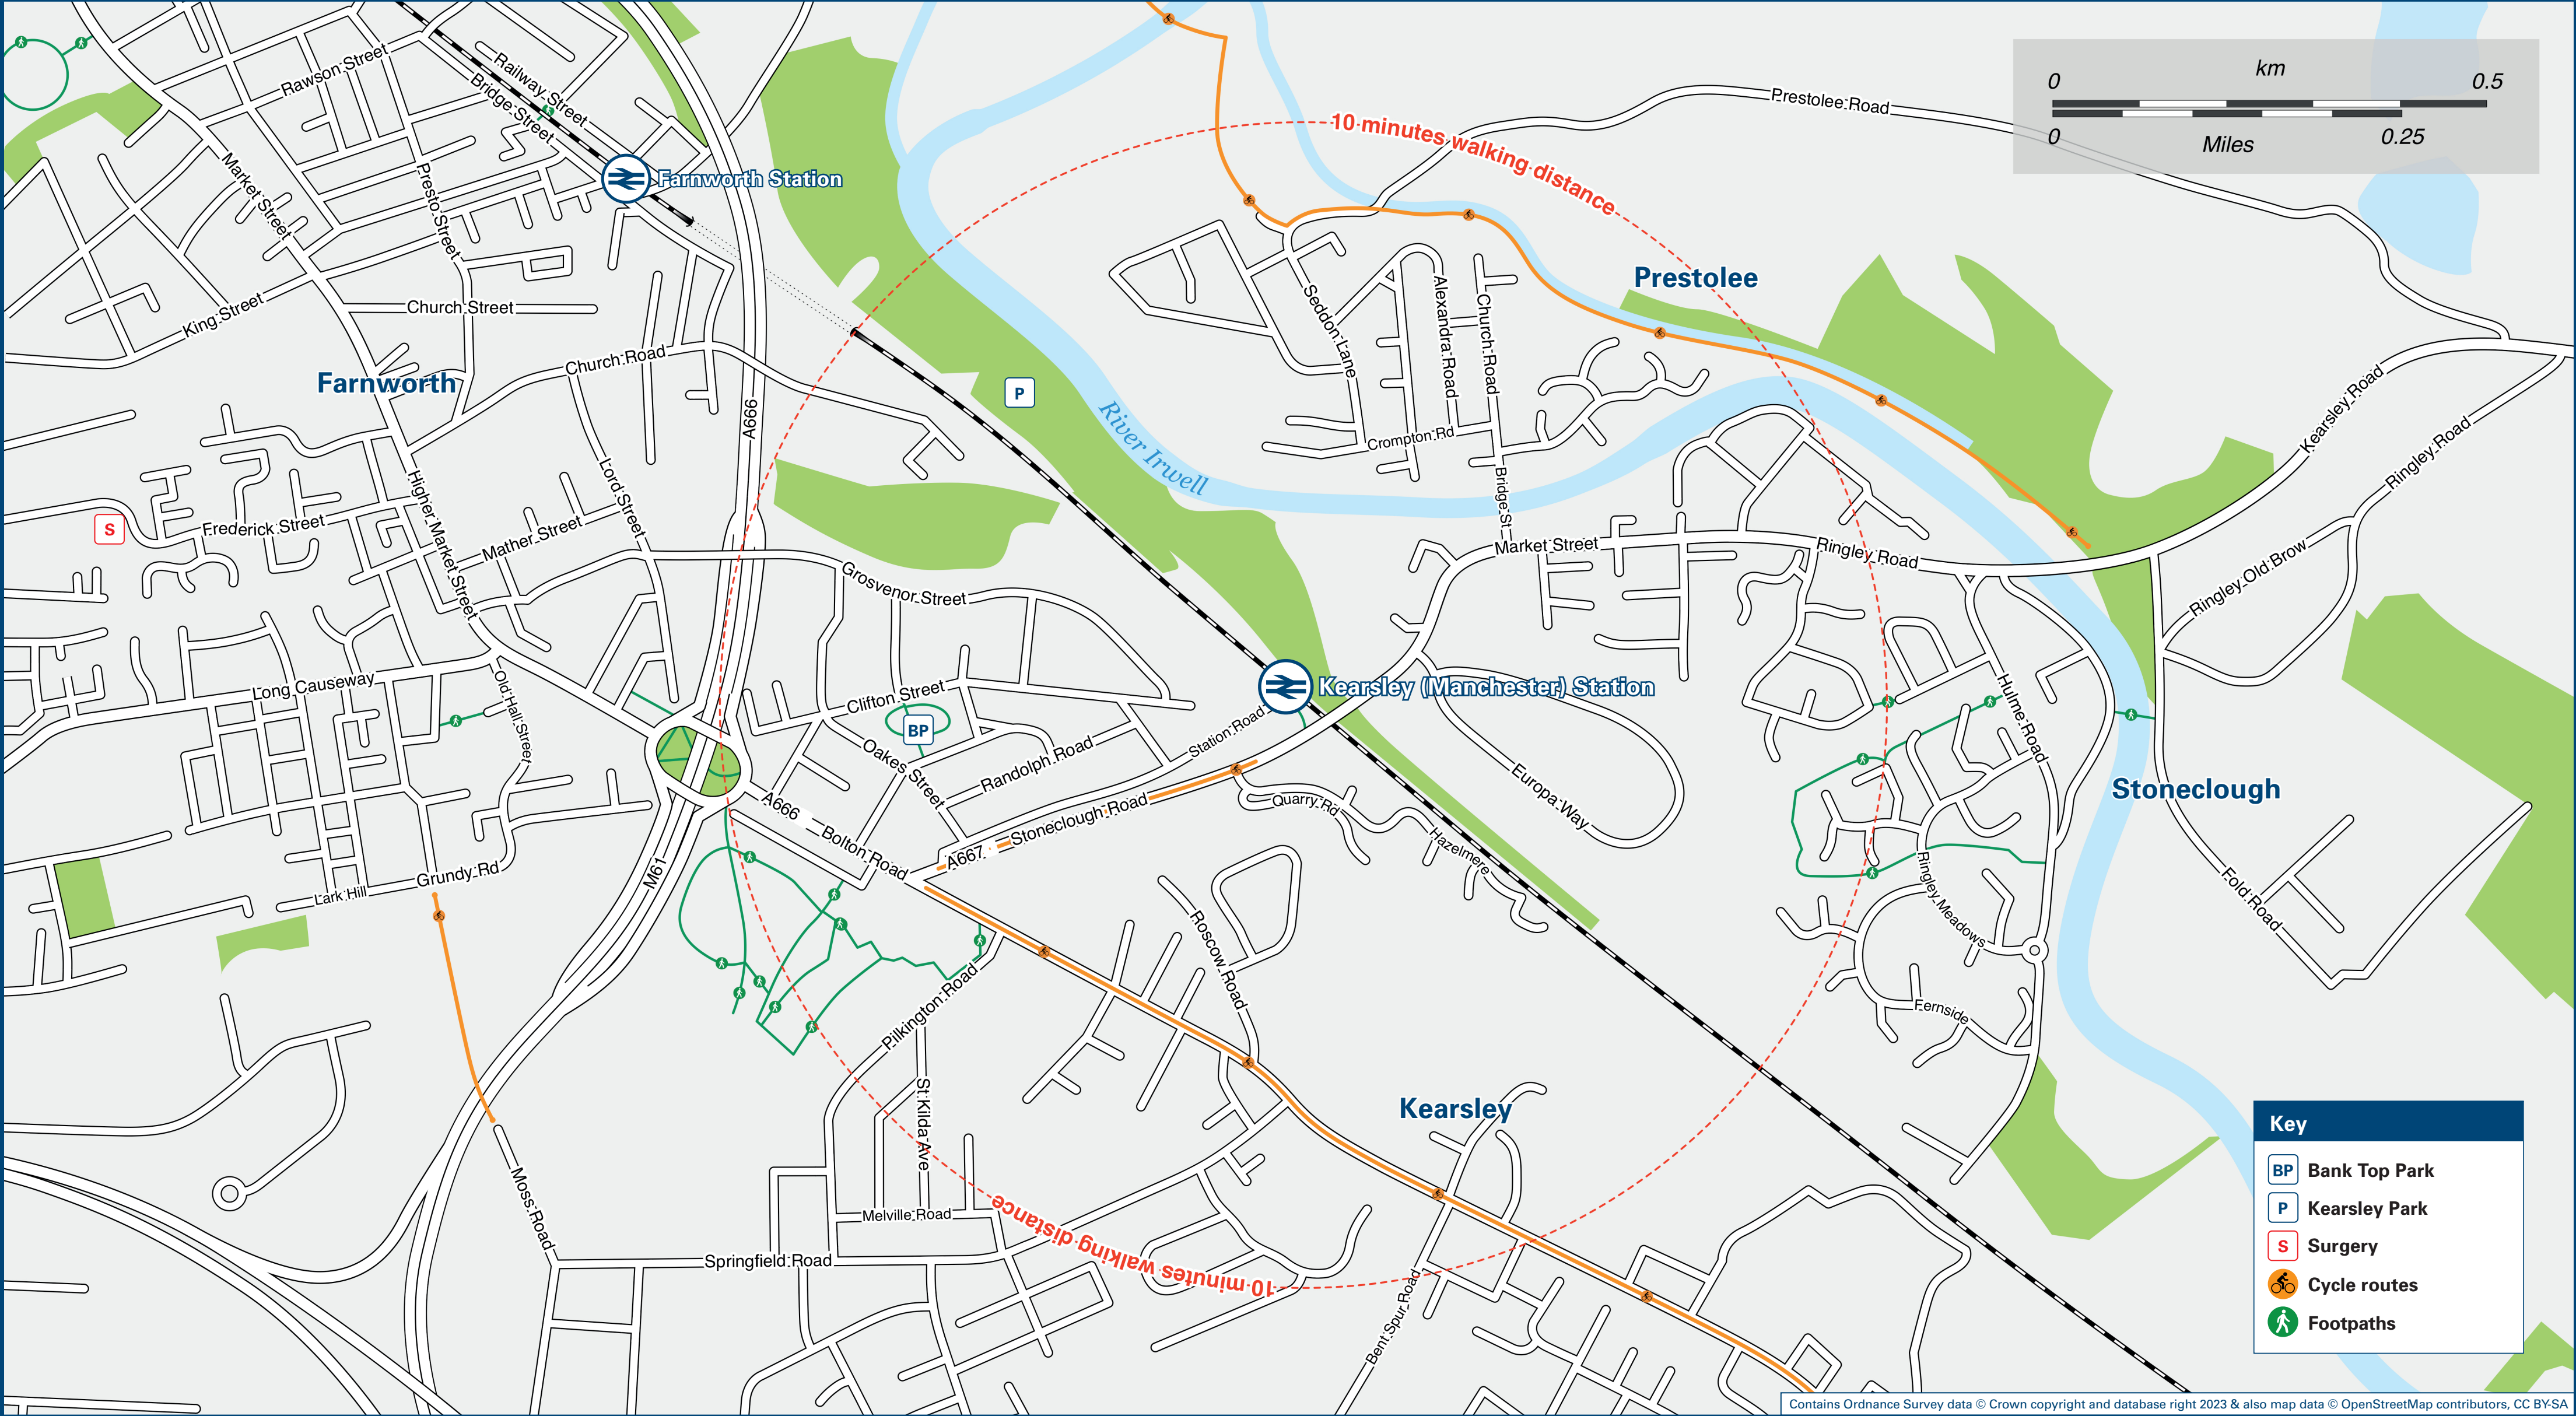 Railway Street
Rawson Street
Bridge Street
Market Street
Presto Street
Farnworth Station
King Street
Church Street
Farnworth
Church Road
A666
Higher Market Street
Lord Street
Frederick Street
Mather Street
S
Long Causeway
Old Hall Street
Grosvenor Street
Clifton Street
BP
Oakes Street
Randolph Road
Station Road
A666
Bolton Road
A667
Stoneclough Road
M61
Grundy Rd
Lark Hill
Moss Road
Pilkington Road
St Kilda Ave
Melville Road
Springfield Road
10 minutes walking distance
P
River Irwell
10 minutes walking distance
Prestolee Road
km
0
0.5
0
0.25
Miles
Prestolee
Seddon Lane
Alexandra Road
Church Road
Crompton Rd
Bridge St
Market Street
Ringley Road
Kearsley Road
Ringley Road
Ringley Old Brow
Kearsley (Manchester) Station
Europa Way
Quarry Rd
Hazelmere
Roscow Road
Hulme Road
Stoneclough
Ringley Meadows
Fold Road
Fernside
Kearsley
Bent Spur Road
Key
BP Bank Top Park
P Kearsley Park
S Surgery
Cycle routes
Footpaths
Contains Ordnance Survey data © Crown copyright and database right 2023 & also map data © OpenStreetMap contributors, CC BY-SA